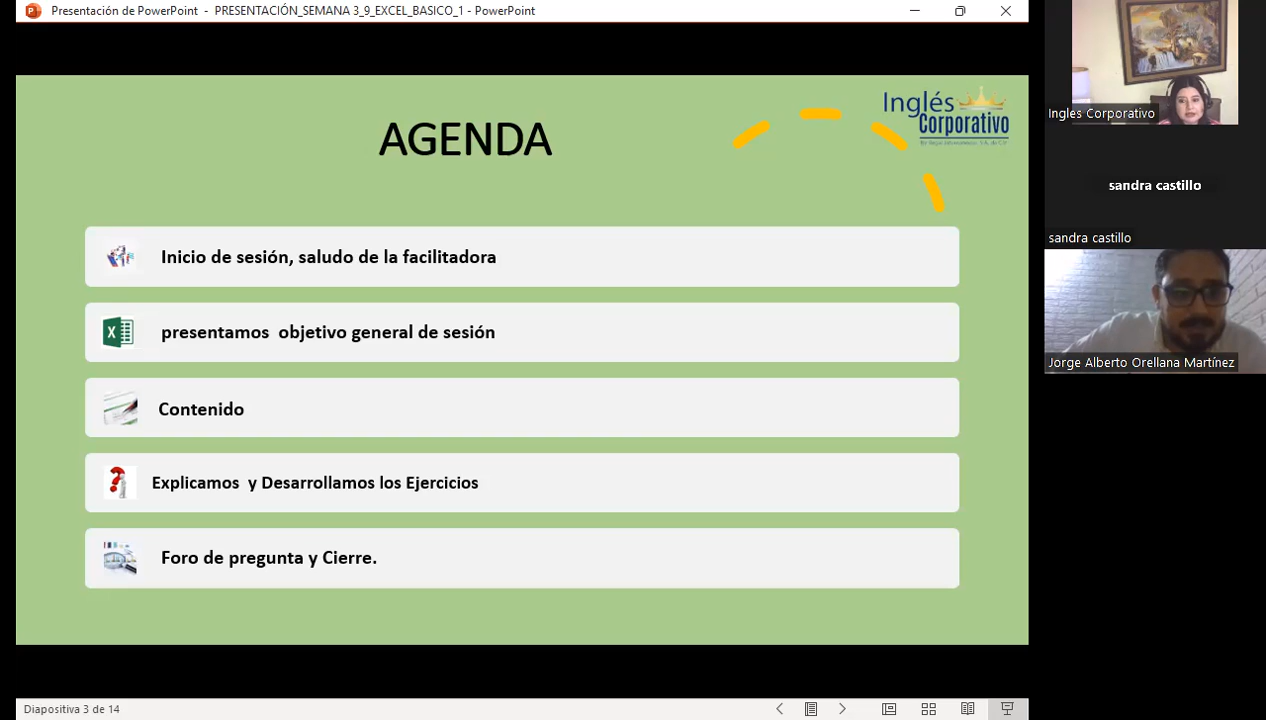 Presentación de PowerPoint - PRESENTACIÓN_SEMANA 3_9_EXCEL_BASICO_1 - PowerPoint
AGENDA
Inglés
Corporativo
Inicio de sesión, saludo de la facilitadora
presentamos objetivo general de sesión
Contenido
Explicamos y Desarrollamos los Ejercicios
Foro de pregunta y Cierre.
Diapositiva 3 de 14
Ingles Corporativo
sandra castillo
sandra castillo
Jorge Alberto Orellana Martínez